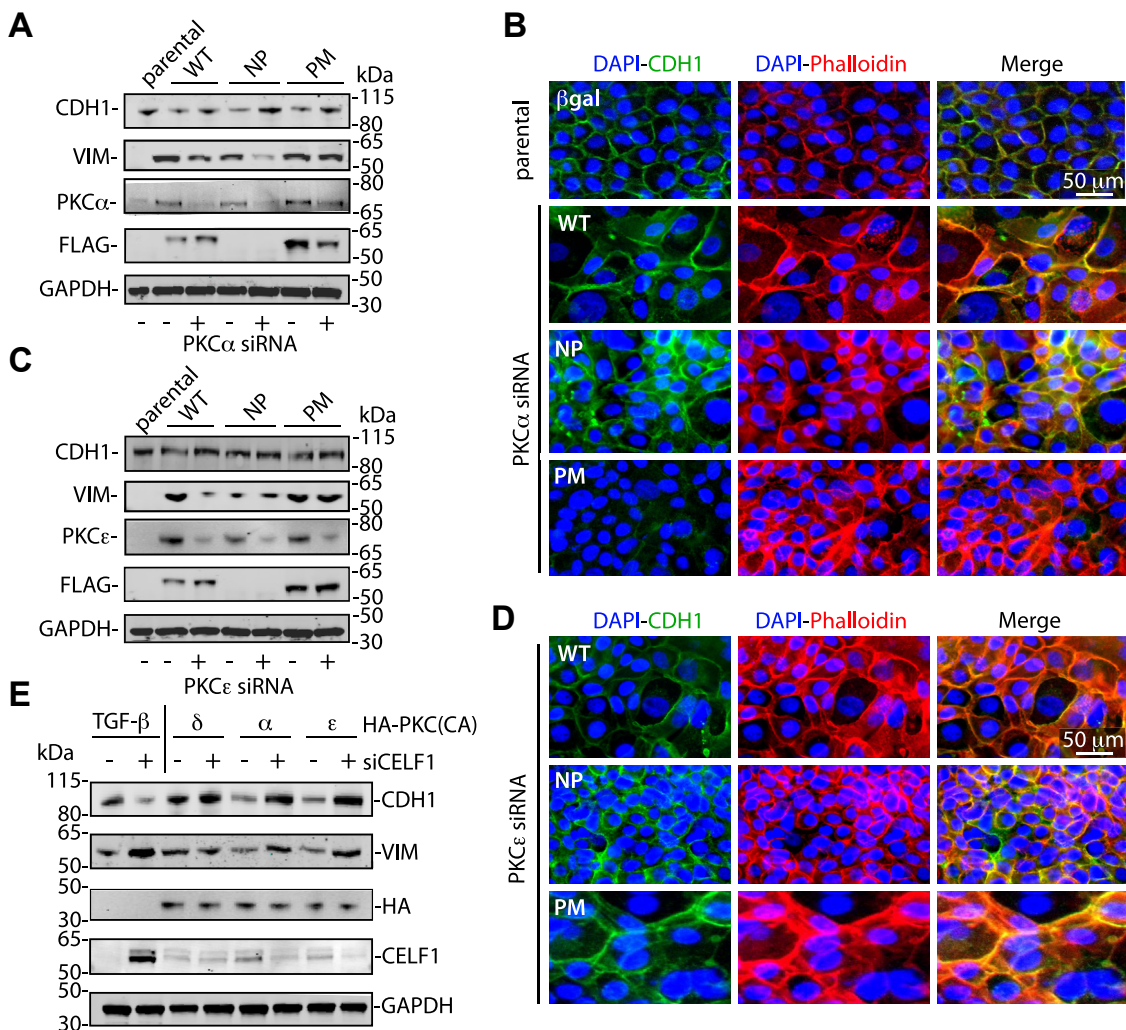 A
parental
WT NP PM
kDa
CDH1- -115
-80
VIM- -65
-50
PKCα- -80
-65
FLAG- -65
-50
GAPDH- -50
-30
- - + - + - +
PKCα siRNA
B
DAPI-CDH1 DAPI-Phalloidin Merge
parental
βgal
50 μm
PKCα siRNA
WT
NP
PM
C
parental
WT NP PM
kDa
CDH1- -115
-80
VIM- -65
-50
PKCε- -80
-65
FLAG- -65
-50
GAPDH- -50
-30
- - + - + - +
PKCε siRNA
D
DAPI-CDH1 DAPI-Phalloidin Merge
PKCε siRNA
WT
50 μm
NP
PM
E
TGF-β δ α ε HA-PKC(CA)
kDa
- + - + - + - + siCELF1
115- -CDH1
80-
65- -VIM
50-
50- -HA
30-
65- -CELF1
50-
50- -GAPDH
30-